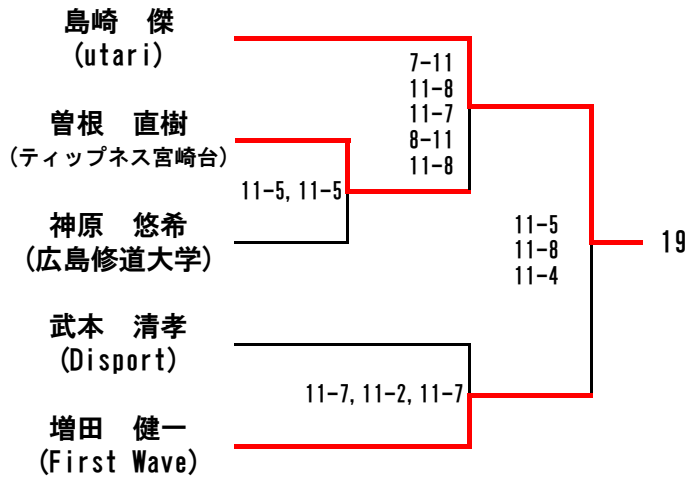 島崎　傑
(utari)
7-11
11-8
11-7
8-11
11-8
曽根　直樹
(ティップネス宮崎台)
11-5, 11-5
神原　悠希
(広島修道大学)
11-5
11-8
11-4
19
武本　清孝
(Disport)
11-7, 11-2, 11-7
増田　健一
(First Wave)